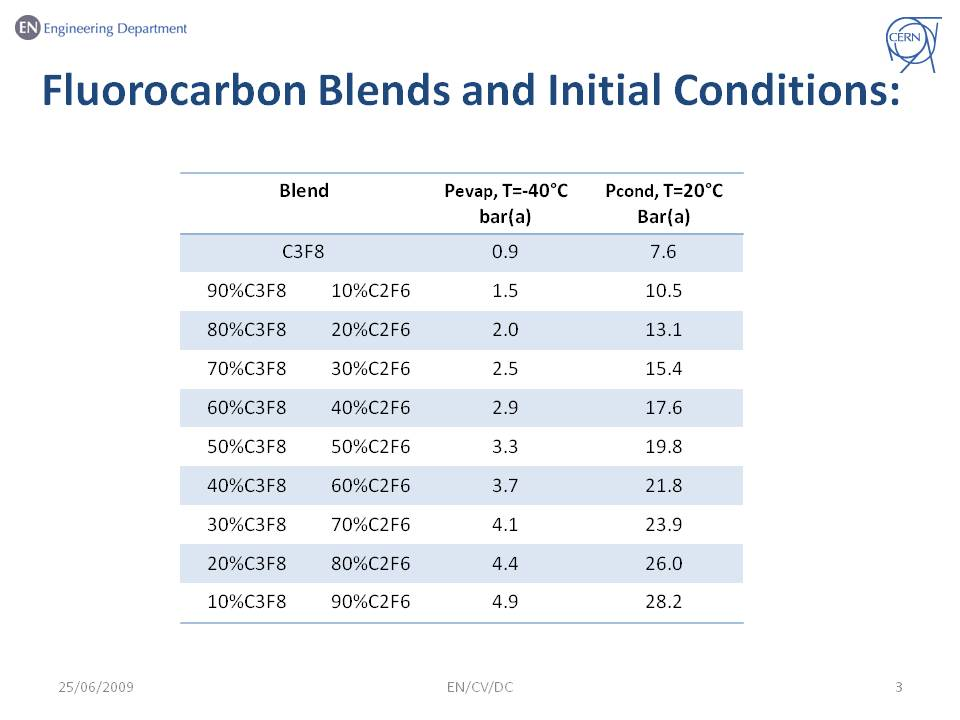 EN Engineering Department
CERN
Fluorocarbon Blends and Initial Conditions:
Blend Pevap, T=-40°C Pcond, T=20°C
bar(a) Bar(a)
C3F8 0.9 7.6
90%C3F8 10%C2F6 1.5 10.5
80%C3F8 20%C2F6 2.0 13.1
70%C3F8 30%C2F6 2.5 15.4
60%C3F8 40%C2F6 2.9 17.6
50%C3F8 50%C2F6 3.3 19.8
40%C3F8 60%C2F6 3.7 21.8
30%C3F8 70%C2F6 4.1 23.9
20%C3F8 80%C2F6 4.4 26.0
10%C3F8 90%C2F6 4.9 28.2
25/06/2009 EN/CV/DC 3